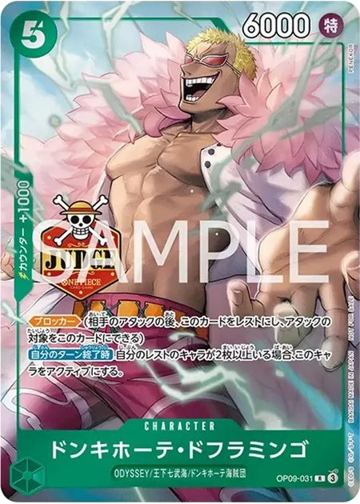 5
6000
特
カウンター +1000
JUDGE
ONE PIECE
CARD GAME
SAMPLE
ブロッカー (相手のアタックの後、このカードをレストにし、アタックの
対象をこのカードにできる)
自分のターン終了時 自分のレストのキャラが2枚以上いる場合、このキャ
ラをアクティブにする。
CHARACTER
ドンキホーテ・ドフラミンゴ
ODYSSEY/王下七武海/ドンキホーテ海賊団
OP09-031 R 3